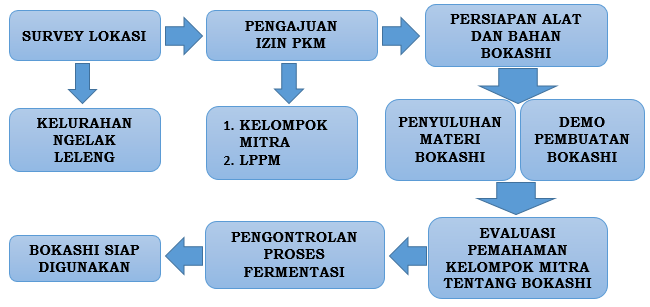 SURVEY LOKASI
PENGAJUAN
IZIN PKM
PERSIAPAN ALAT
DAN BAHAN
BOKASHI
KELURAHAN
NGELAK
LELENG
1. KELOMPOK
MITRA
2. LPPM
PENYULUHAN
MATERI
BOKASHI
DEMO
PEMBUATAN
BOKASHI
EVALUASI
PEMAHAMAN
KELOMPOK MITRA
TENTANG BOKASHI
PENGONTROLAN
PROSES
FERMENTASI
BOKASHI SIAP
DIGUNAKAN